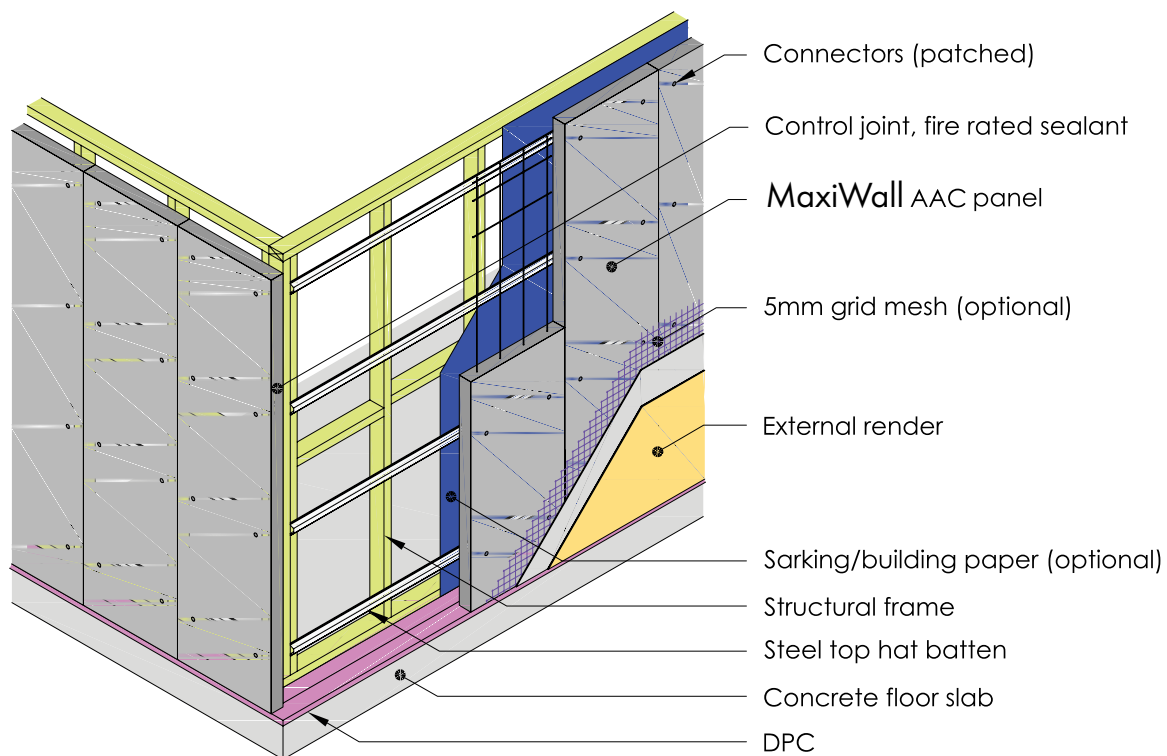 Connectors (patched)
Control joint, fire rated sealant
MaxiWall AAC panel
5mm grid mesh (optional)
External render
Sarking/building paper (optional)
Structural frame
Steel top hat batten
Concrete floor slab
DPC